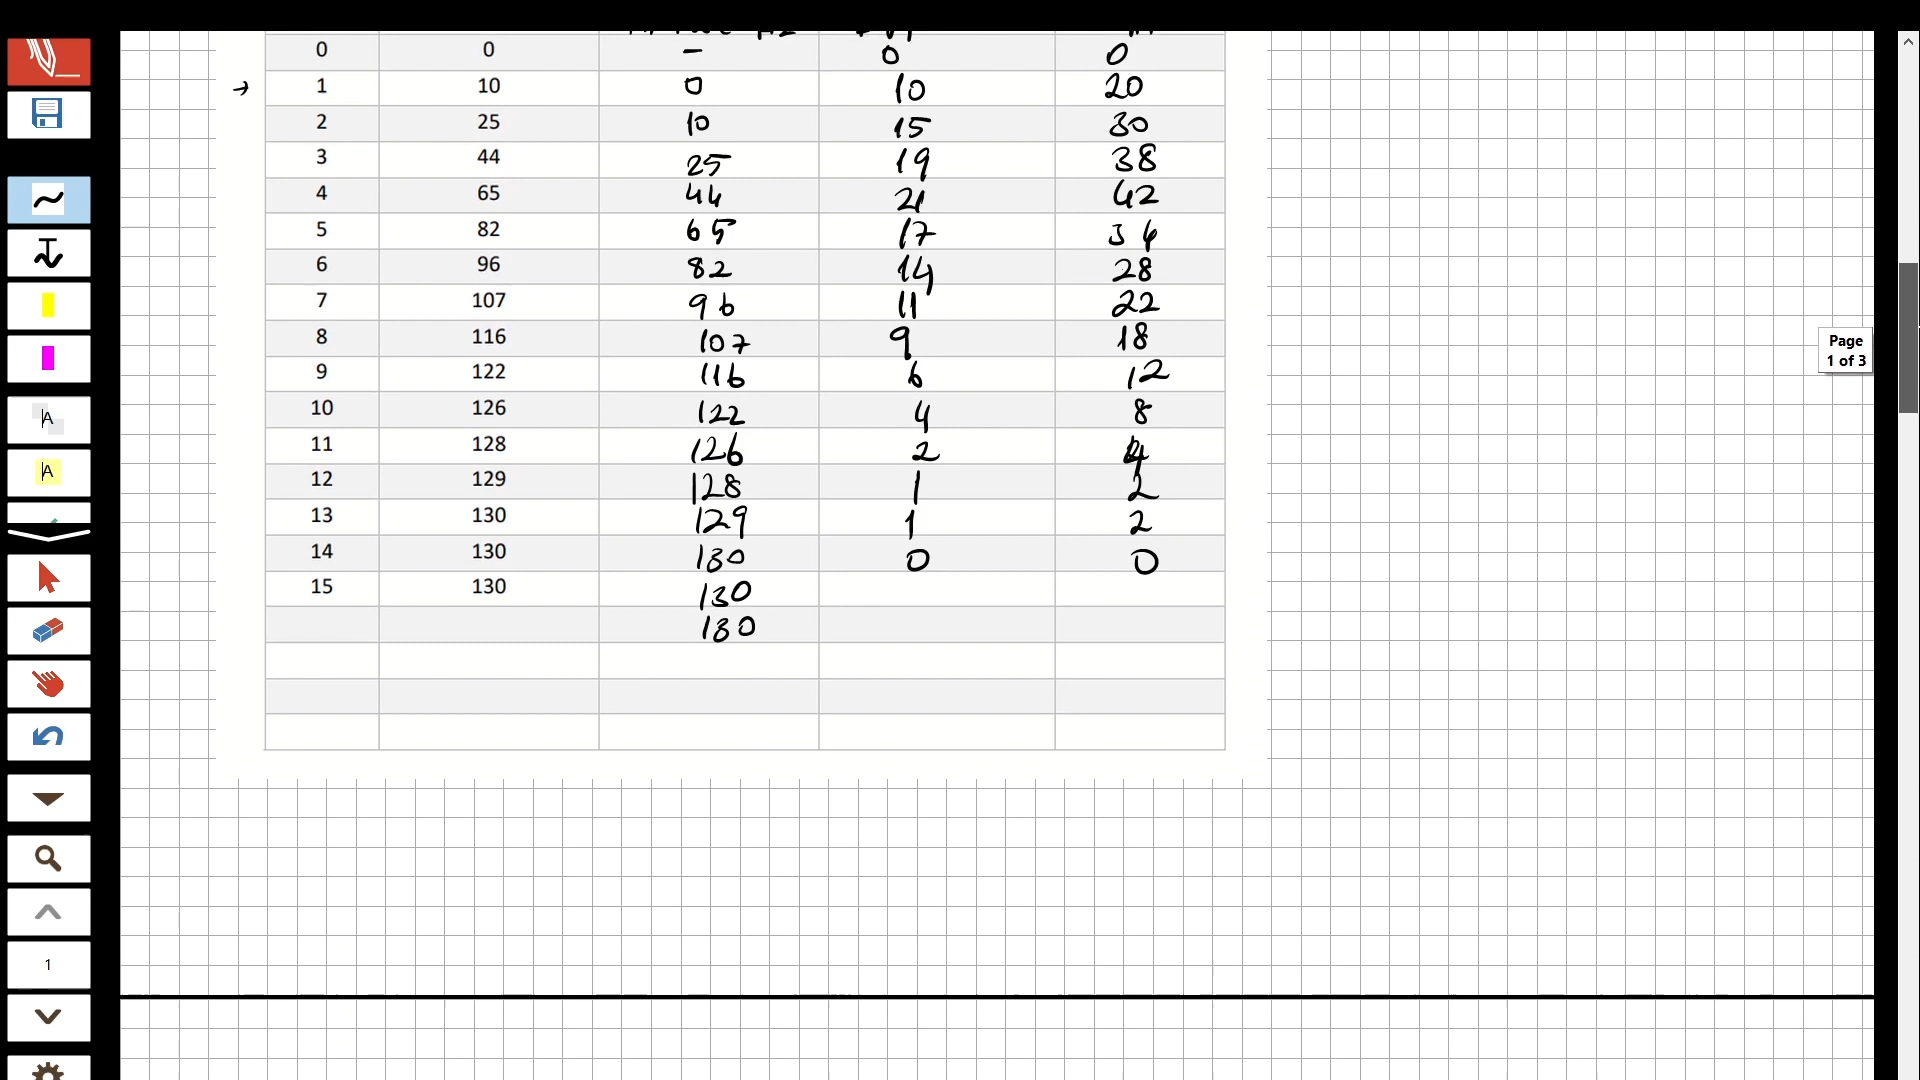 0 0 – 0 0
→ 1 10 0 10 20
2 25 10 15 30
3 44 25 19 38
4 65 44 21 42
5 82 65 17 34
6 96 82 14 28
7 107 96 11 22
8 116 107 9 18
9 122 116 6 12
10 126 122 4 8
11 128 126 2 4
12 129 128 1 2
13 130 129 1 2
14 130 130 0 0
15 130 130
130
Page
1 of 3
A
A
1